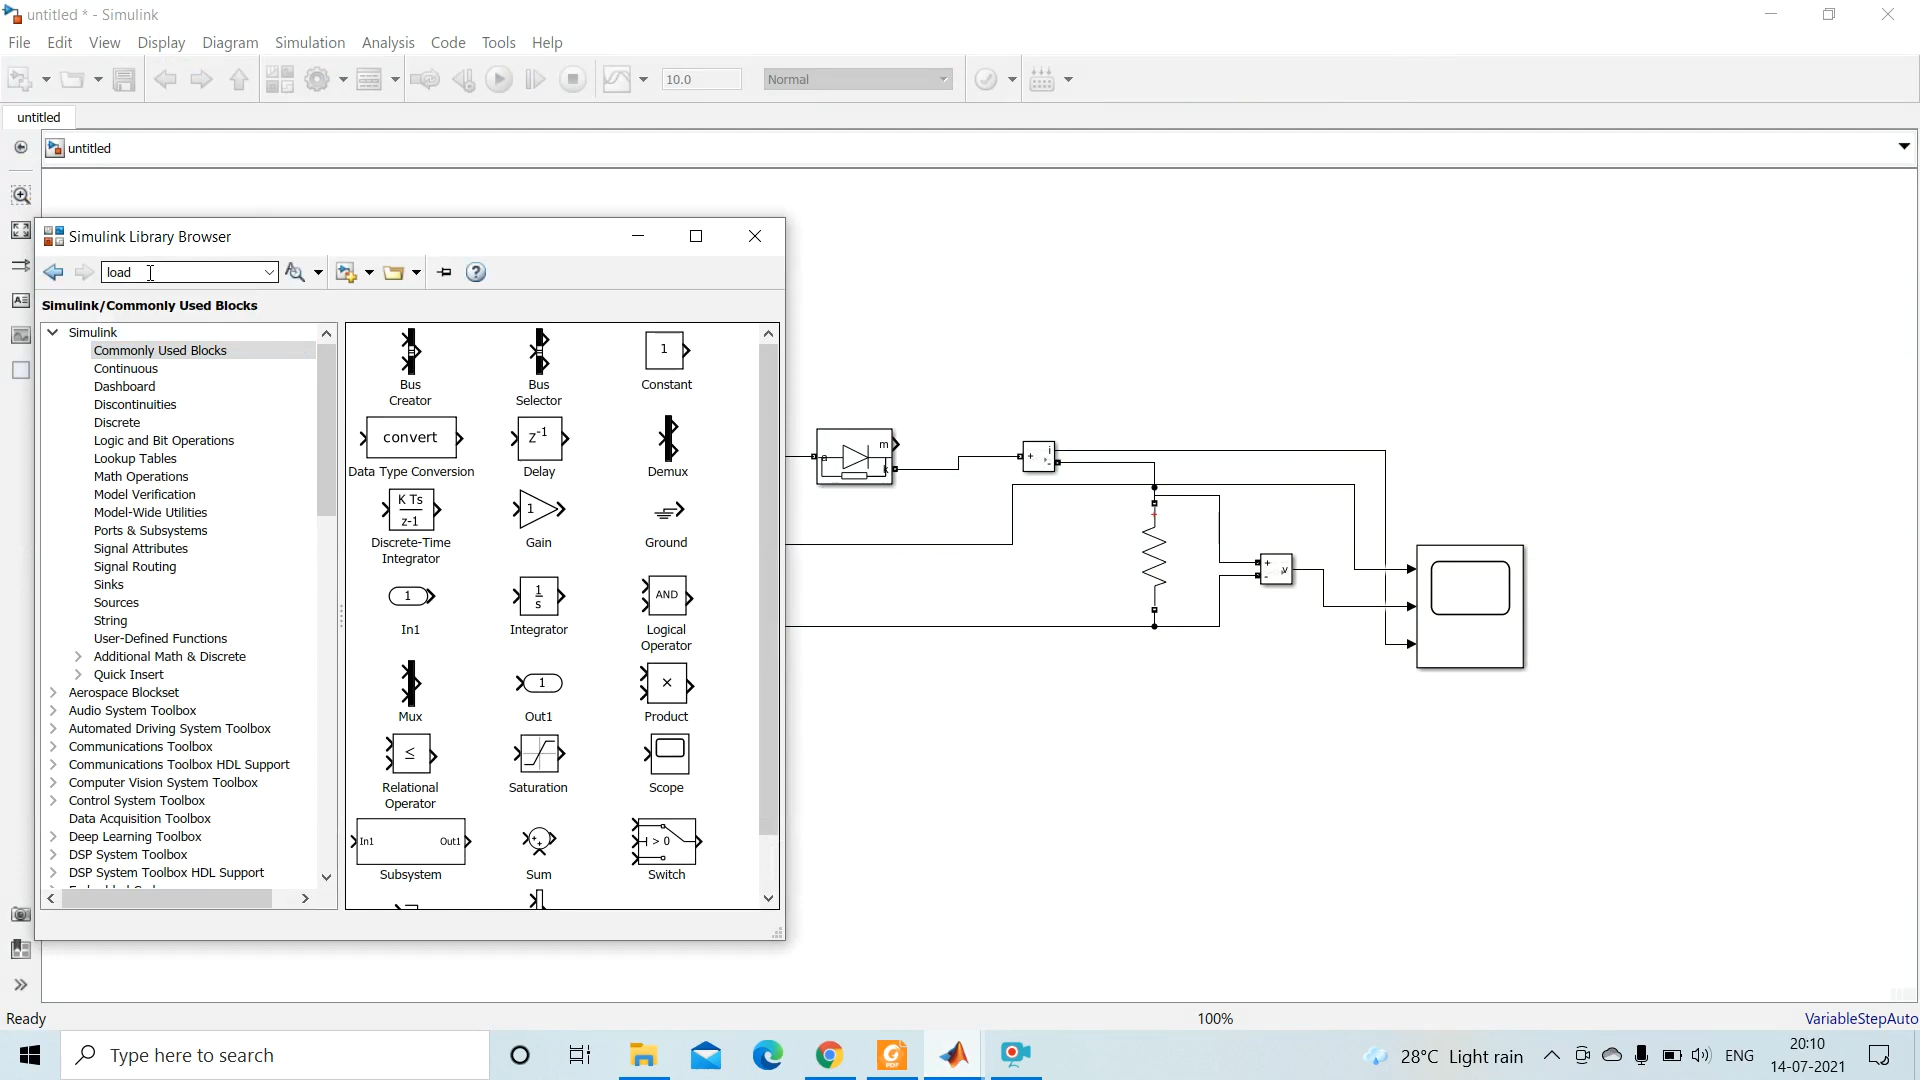 untitled * - Simulink
File Edit View Display Diagram Simulation Analysis Code Tools Help
10.0 Normal
untitled
untitled
Simulink Library Browser
load
Simulink/Commonly Used Blocks
Simulink
Commonly Used Blocks
Continuous
Dashboard
Discontinuities
Discrete
Logic and Bit Operations
Lookup Tables
Math Operations
Model Verification
Model-Wide Utilities
Ports & Subsystems
Signal Attributes
Signal Routing
Sinks
Sources
String
User-Defined Functions
Additional Math & Discrete
Quick Insert
Aerospace Blockset
Audio System Toolbox
Automated Driving System Toolbox
Communications Toolbox
Communications Toolbox HDL Support
Computer Vision System Toolbox
Control System Toolbox
Data Acquisition Toolbox
Deep Learning Toolbox
DSP System Toolbox
DSP System Toolbox HDL Support
Bus
Creator
Bus
Selector
1
Constant
convert
Data Type Conversion
Z-1
Delay
Demux
K Ts
z-1
Discrete-Time
Integrator
1
Gain
Ground
1
In1
1
s
Integrator
AND
Logical
Operator
Mux
1
Out1
×
Product
≤
Relational
Operator
Saturation
Scope
In1 Out1
Subsystem
+ +
Sum
> 0
Switch
a m k
+ i -
+
+ v -
Ready 100% VariableStepAuto
Type here to search
28°C Light rain ENG
20:10
14-07-2021